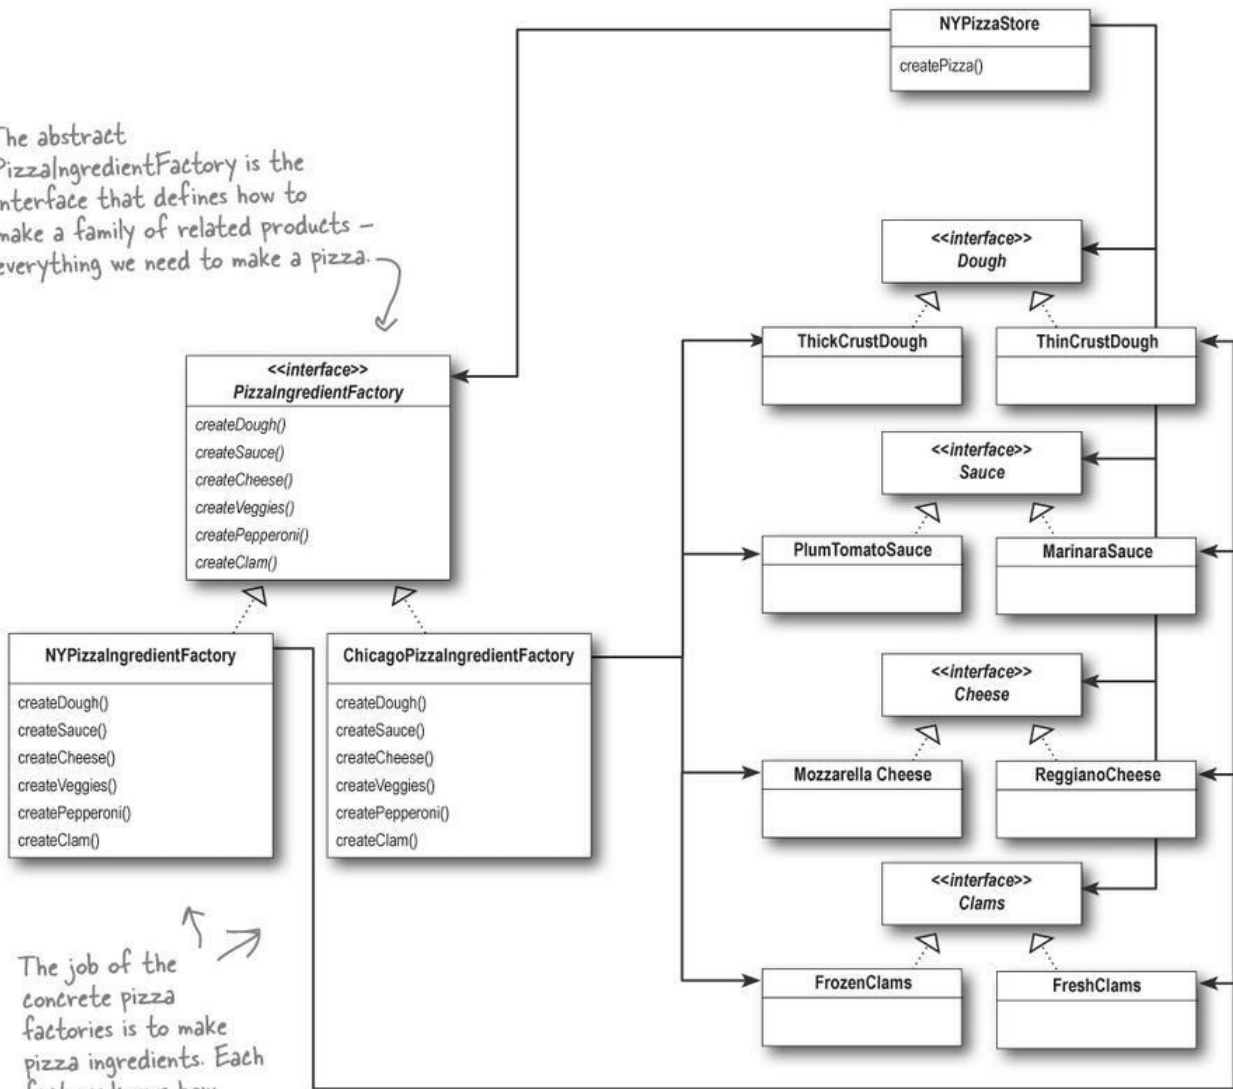 NYPizzaStore
createPizza()
The abstract
PizzaIngredientFactory is the
interface that defines how to
make a family of related products –
everything we need to make a pizza.
<<interface>>
PizzaIngredientFactory
createDough()
createSauce()
createCheese()
createVeggies()
createPepperoni()
createClam()
NYPizzaIngredientFactory
createDough()
createSauce()
createCheese()
createVeggies()
createPepperoni()
createClam()
ChicagoPizzaIngredientFactory
createDough()
createSauce()
createCheese()
createVeggies()
createPepperoni()
createClam()
<<interface>>
Dough
ThickCrustDough
ThinCrustDough
<<interface>>
Sauce
PlumTomatoSauce
MarinaraSauce
<<interface>>
Cheese
Mozzarella Cheese
ReggianoCheese
<<interface>>
Clams
FrozenClams
FreshClams
The job of the
concrete pizza
factories is to make
pizza ingredients. Each